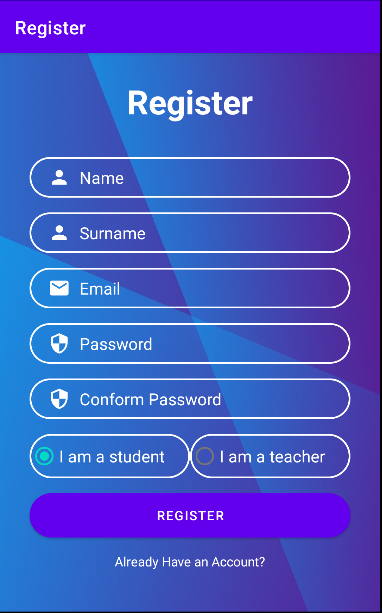 Register
Register
Name
Surname
Email
Password
Conform Password
I am a student I am a teacher
REGISTER
Already Have an Account?